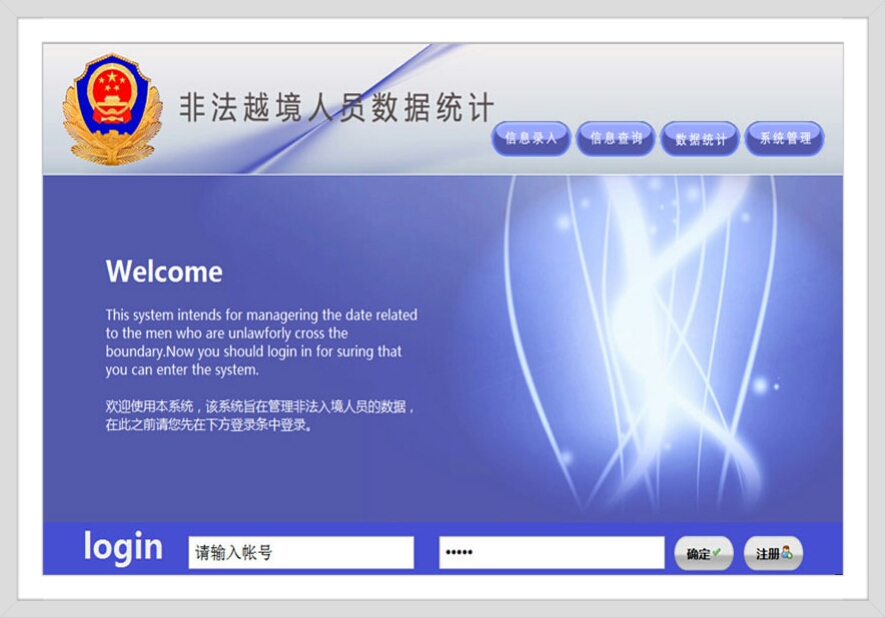 非法越境人员数据统计
信息录入
信息查询
数据统计
系统管理
Welcome
This system intends for managering the date related
to the men who are unlawforly cross the
boundary.Now you should login in for suring that
you can enter the system.
欢迎使用本系统，该系统旨在管理非法入境人员的数据，
在此之前请您先在下方登录条中登录。
login
请输入帐号
•••••
确定
注册